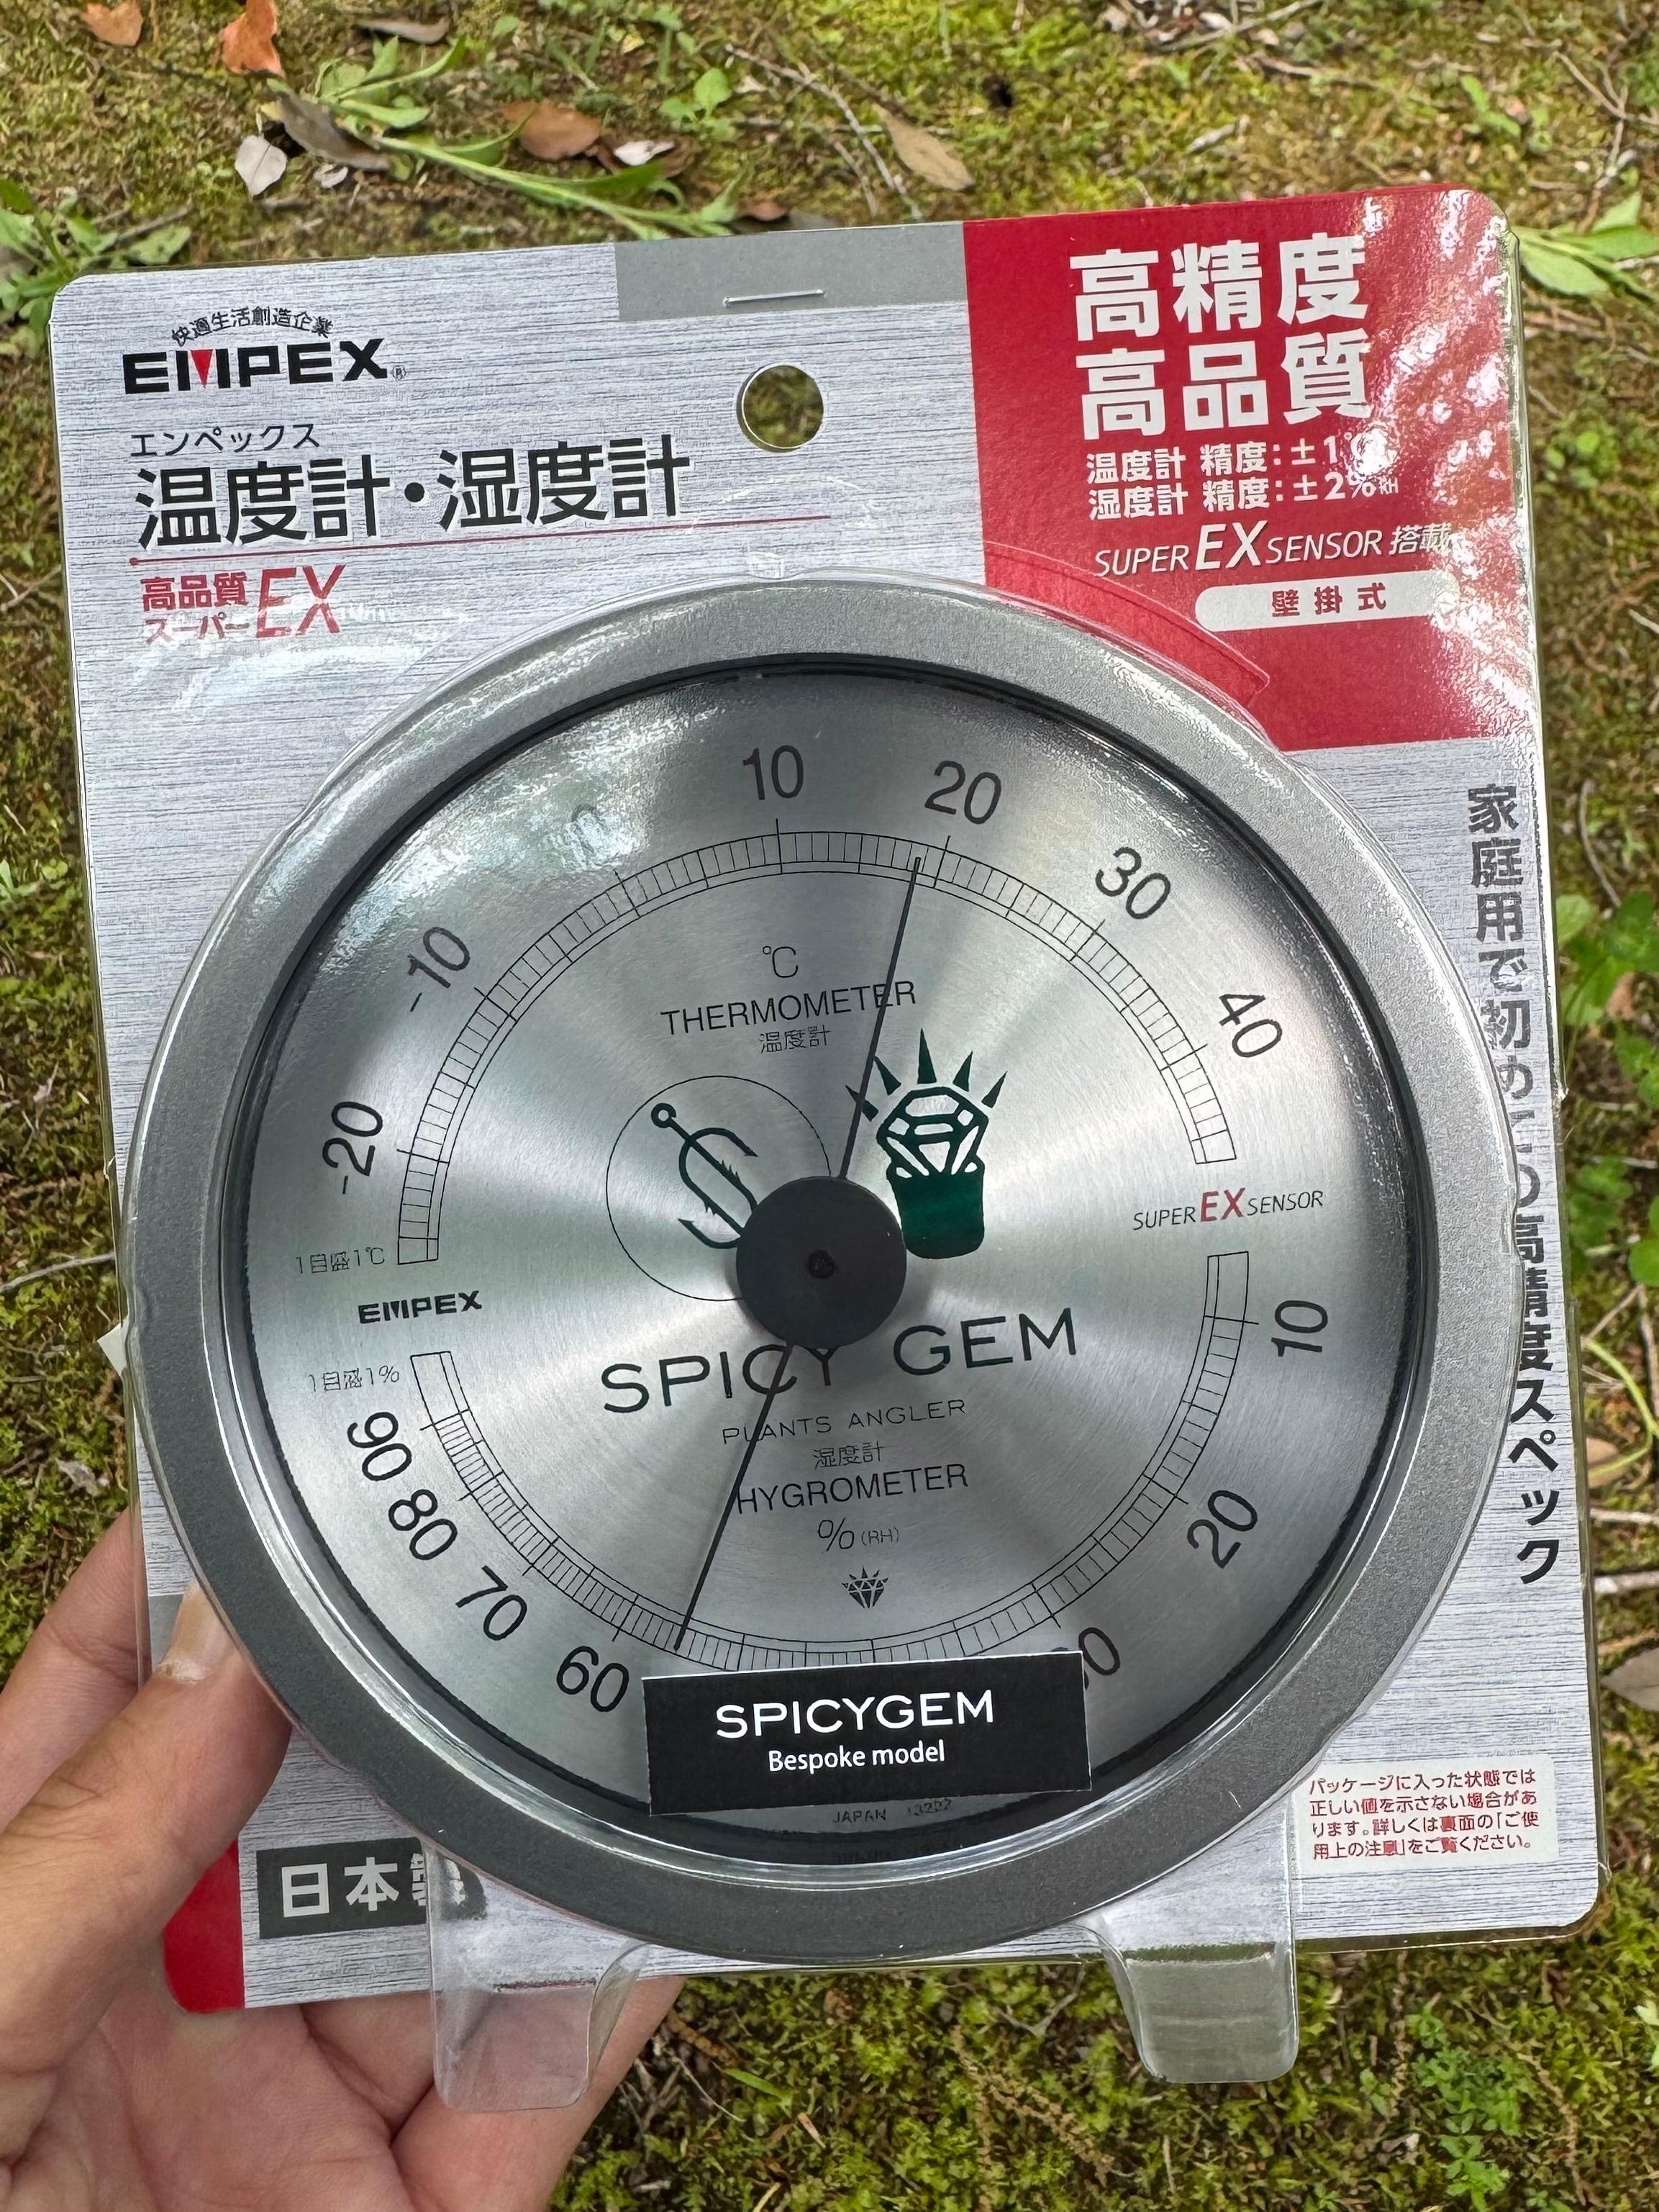 快適生活創造企業
EMPEX®
エンペックス
温度計・湿度計
高品質
スーパーEX
高精度
高品質
温度計 精度:±1℃
湿度計 精度:±2%RH
SUPER EX SENSOR 搭載
壁掛式
家庭用で初めての高精度スペック
-20
-10
0
10
20
30
40
℃
THERMOMETER
温度計
SUPER EX SENSOR
1目盛1℃
EMPEX
1目盛1%
SPICY GEM
PLANTS ANGLER
湿度計
HYGROMETER
%(RH)
90
80
70
60
20
10
SPICYGEM
Bespoke model
JAPAN
日本製
パッケージに入った状態では
正しい値を示さない場合があ
ります。詳しくは裏面の「ご使
用上の注意」をご覧ください。